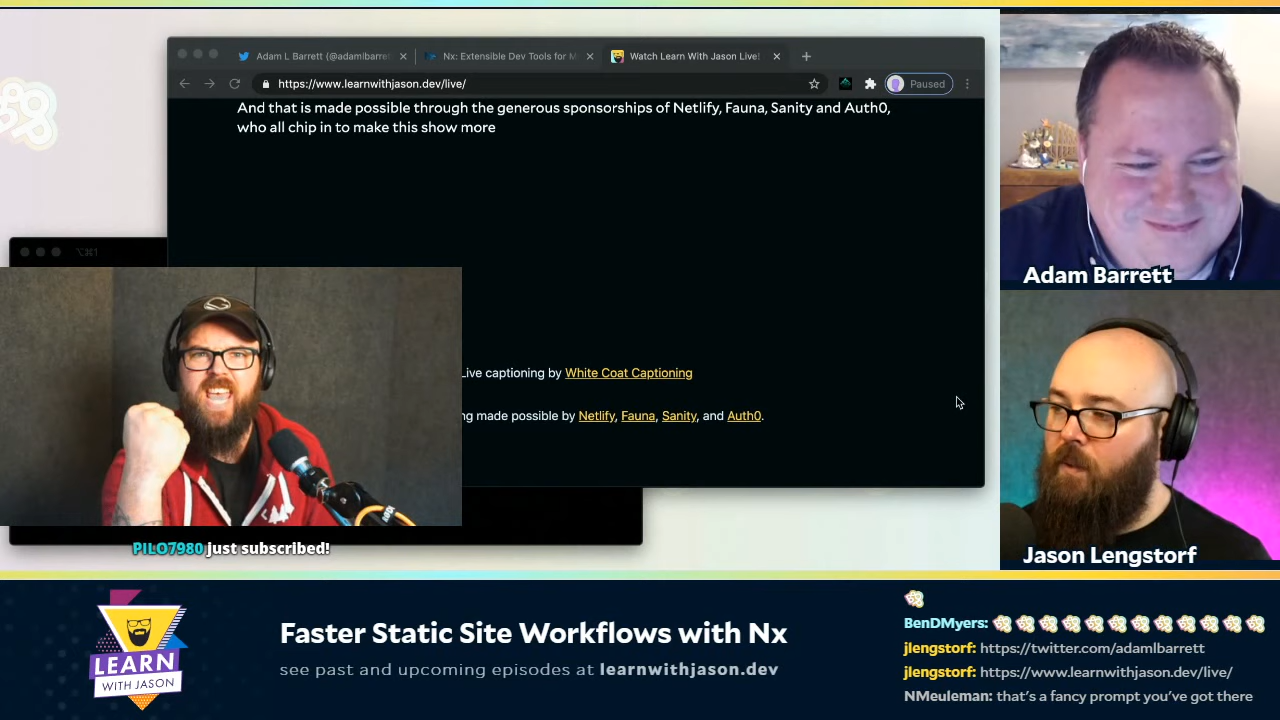 Adam L Barrett (@adamlbarret
Nx: Extensible Dev Tools for M
Watch Learn With Jason Live!
https://www.learnwithjason.dev/live/
Paused
And that is made possible through the generous sponsorships of Netlify, Fauna, Sanity and Auth0,
who all chip in to make this show more
⌥⌘1
Live captioning by White Coat Captioning
ng made possible by Netlify, Fauna, Sanity, and Auth0.
PILO7980 just subscribed!
Adam Barrett
Jason Lengstorf
LEARN
WITH JASON
Faster Static Site Workflows with Nx
see past and upcoming episodes at learnwithjason.dev
BenDMyers:
jlengstorf: https://twitter.com/adamlbarrett
jlengstorf: https://www.learnwithjason.dev/live/
NMeuleman: that's a fancy prompt you've got there